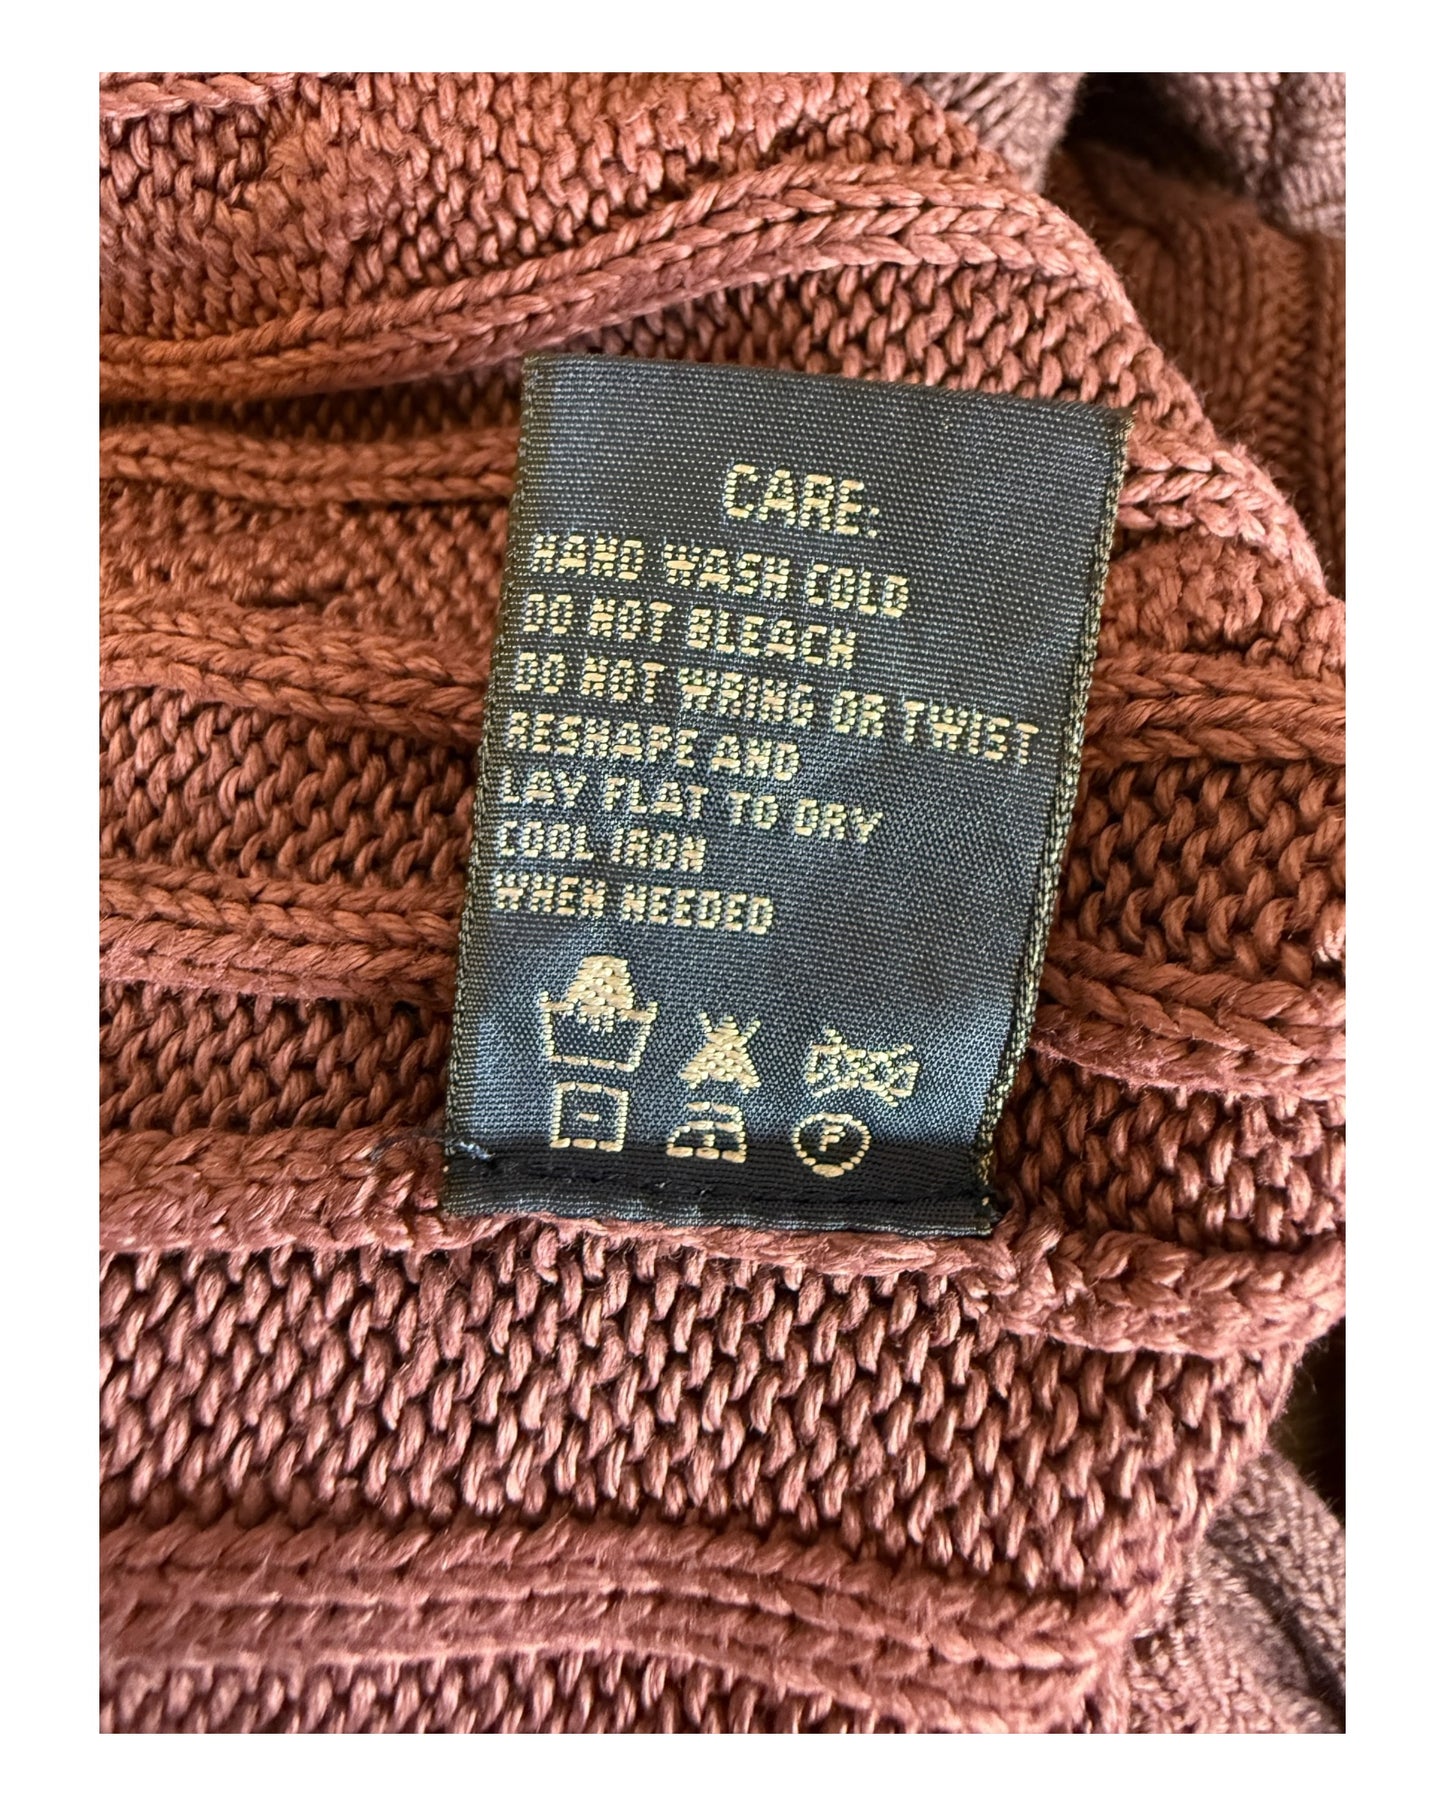 CARE:
HAND WASH COLD
DO NOT BLEACH
DO NOT WRING OR TWIST
RESHAPE AND
LAY FLAT TO DRY
COOL IRON
WHEN NEEDED
F